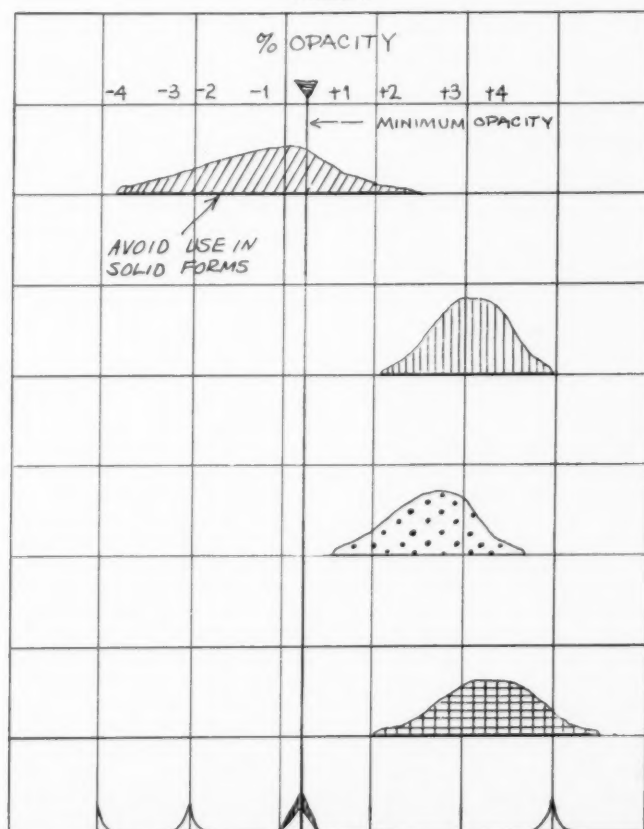 % OPACITY
-4 -3 -2 -1 +1 +2 +3 +4
MINIMUM OPACITY
AVOID USE IN
SOLID FORMS